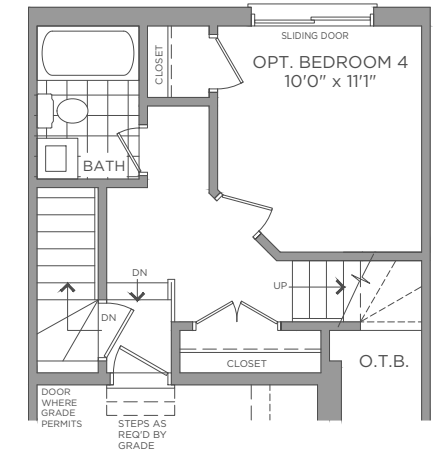 SLIDING DOOR
CLOSET
OPT. BEDROOM 4
10'0" x 11'1"
BATH
DN
UP
DN
CLOSET
O.T.B.
DOOR
WHERE
GRADE
PERMITS
STEPS AS
REQ'D BY
GRADE